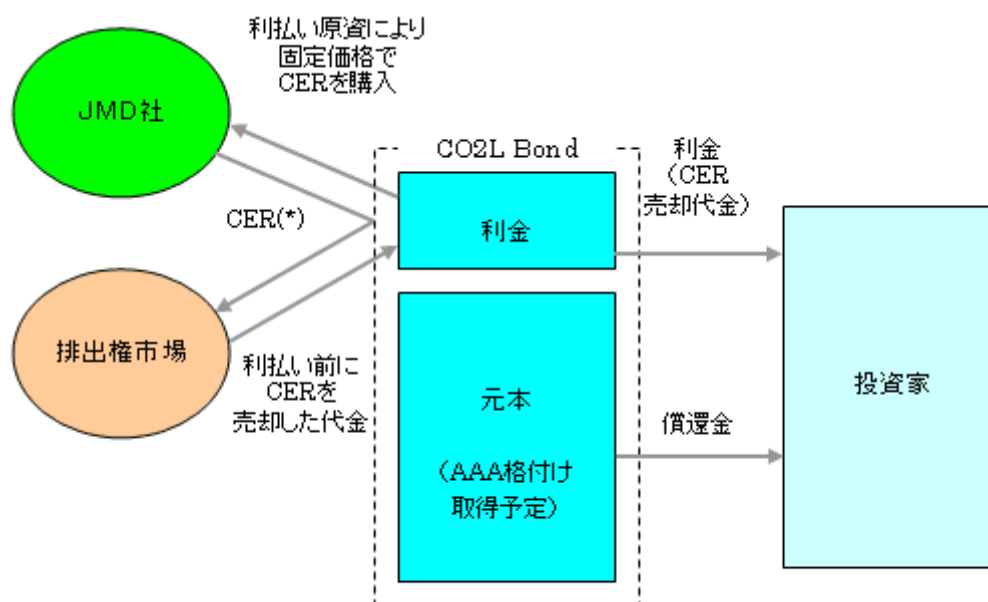 利払い原資により
固定価格で
CERを購入
JMD社
CO2L Bond
利金
（CER
売却代金）
CER(*)
利金
排出権市場
利払い前に
CERを
売却した代金
元本
（AAA格付け
取得予定）
償還金
投資家